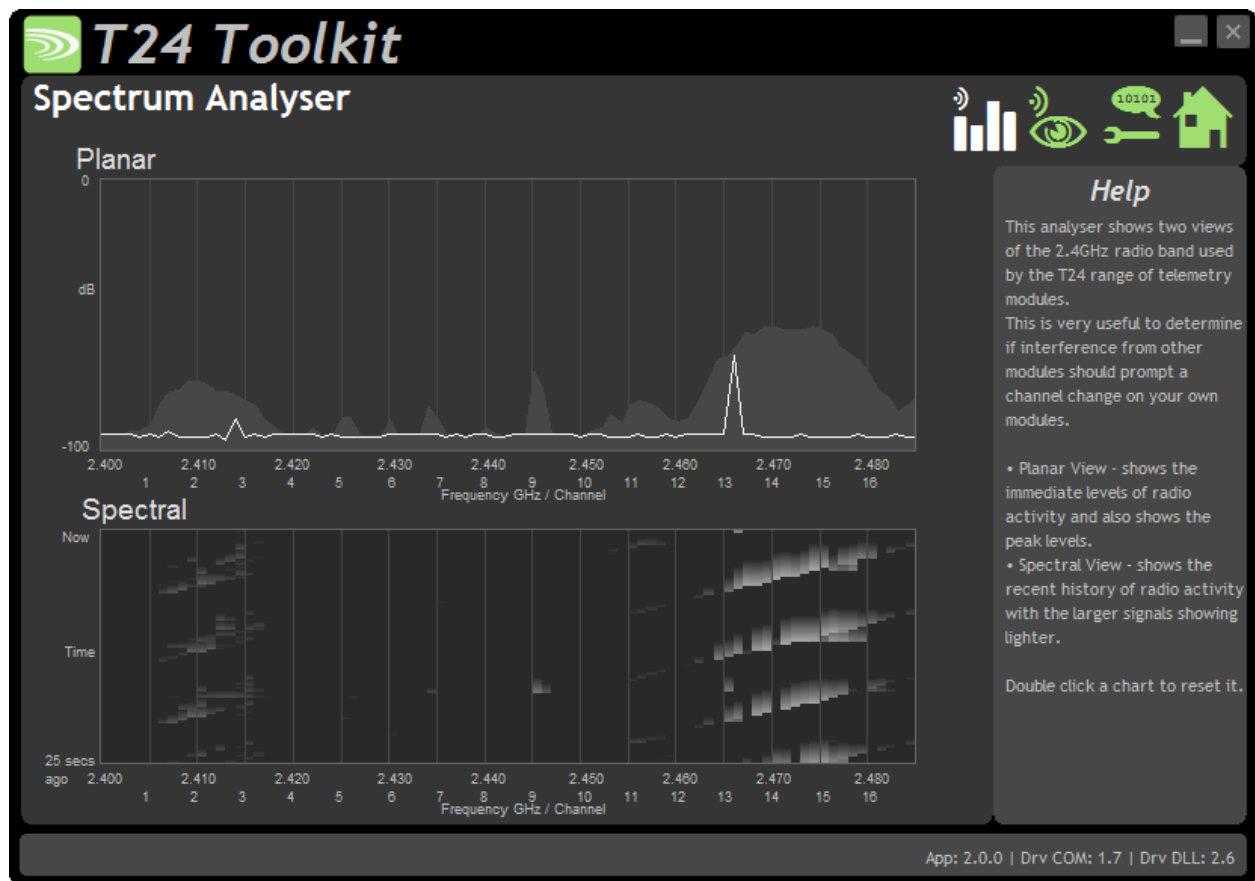 T24 Toolkit
Spectrum Analyser
10101
Planar
0
dB
-100
2.400 2.410 2.420 2.430 2.440 2.450 2.460 2.470 2.480
1 2 3 4 5 6 7 8 9 10 11 12 13 14 15 16
Frequency GHz / Channel
Spectral
Now
Time
25 secs
ago 2.400 2.410 2.420 2.430 2.440 2.450 2.460 2.470 2.480
1 2 3 4 5 6 7 8 9 10 11 12 13 14 15 16
Frequency GHz / Channel
Help
This analyser shows two views
of the 2.4GHz radio band used
by the T24 range of telemetry
modules.
This is very useful to determine
if interference from other
modules should prompt a
channel change on your own
modules.
• Planar View - shows the
immediate levels of radio
activity and also shows the
peak levels.
• Spectral View - shows the
recent history of radio activity
with the larger signals showing
lighter.
Double click a chart to reset it.
App: 2.0.0 | Drv COM: 1.7 | Drv DLL: 2.6